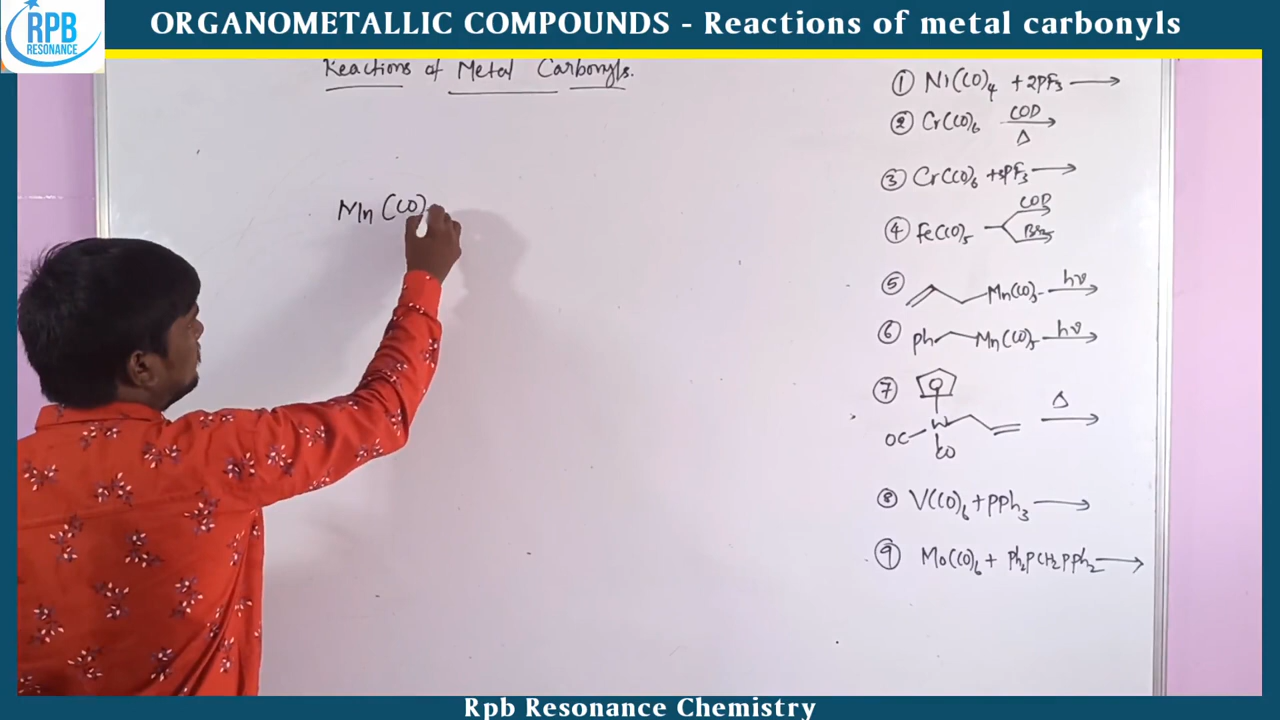 RPB
RESONANCE
ORGANOMETALLIC COMPOUNDS - Reactions of metal carbonyls
Reactions of Metal Carbonyls.
Mn(CO)
① Ni(CO)4 + 2PF3 ⟶
② Cr(CO)6 COD ⟶ Δ
③ Cr(CO)6 + 3PF3 ⟶
④ Fe(CO)5 COD Br2
⑤ Mn(CO)5 hν ⟶
⑥ ph Mn(CO)5 hν ⟶
⑦ Δ ⟶
OC W
CO
⑧ V(CO)6 + pph3 ⟶
⑨ Mo(CO)6 + Ph2PCH2PPh2 ⟶
Rpb Resonance Chemistry